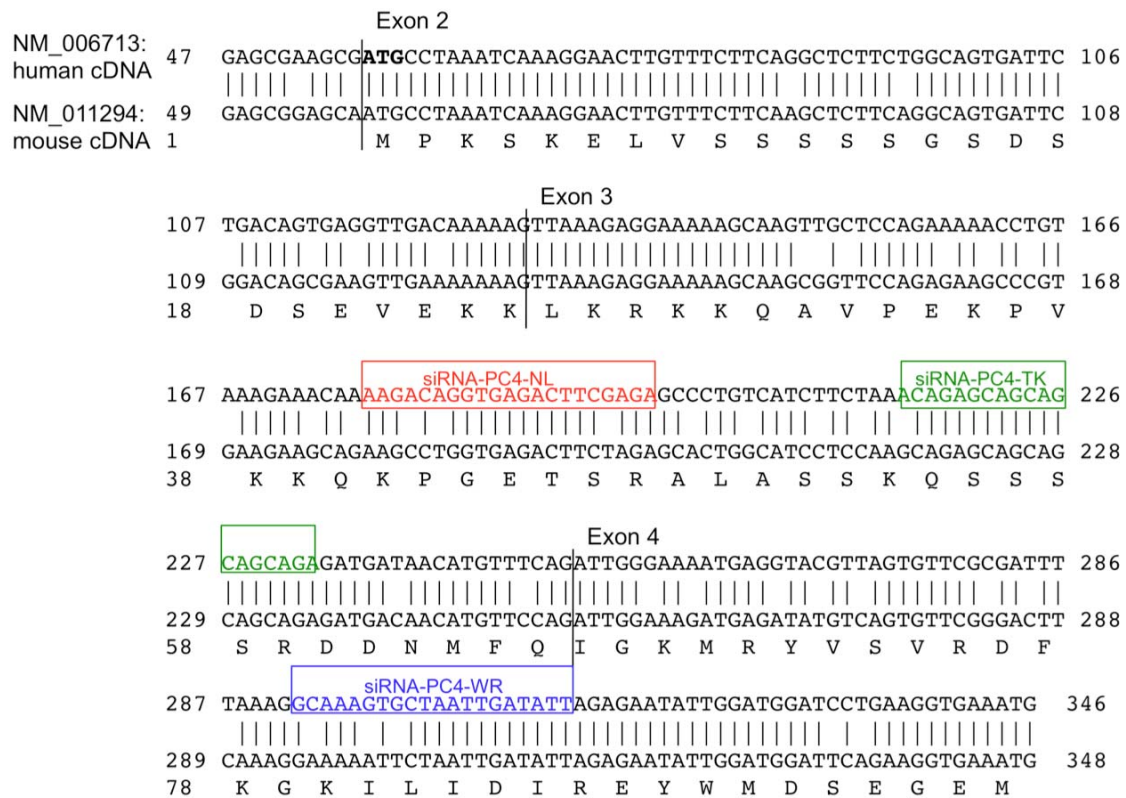 Exon 2
NM_006713: 47 GAGCGAAGCGATGCCTAAATCAAAGGAACTTGTTTCTTCAGGCTCTTCTGGCAGTGATTC 106
human cDNA
NM_011294: 49 GAGCGGAGCAATGCCTAAATCAAAGGAACTTGTTTCTTCAAGCTCTTCAGGCAGTGATTC 108
mouse cDNA 1 M P K S K E L V S S S S S G S D S
Exon 3
107 TGACAGTGAGGTTGACAAAAAGTTAAAGAGGAAAAAGCAAGTTGCTCCAGAAAAACCTGT 166
109 GGACAGCGAAGTTGAAAAAAAGTTAAAGAGGAAAAAGCAAGCGGTTCCAGAGAAGCCCGT 168
18 D S E V E K K L K R K K Q A V P E K P V
siRNA-PC4-NL siRNA-PC4-TK
167 AAAGAAACAAAAGACAGGTGAGACTTCGAGAGCCCTGTCATCTTCTAAACAGAGCAGCAG 226
169 GAAGAAGCAGAAGCCTGGTGAGACTTCTAGAGCACTGGCATCCTCCAAGCAGAGCAGCAG 228
38 K K Q K P G E T S R A L A S S K Q S S S
Exon 4
227 CAGCAGAGATGATAACATGTTTCAGATTGGGAAAATGAGGTACGTTAGTGTTCGCGATTT 286
229 CAGCAGAGATGACAACATGTTCCAGATTGGAAAGATGAGATATGTCAGTGTTCGGGACTT 288
58 S R D D N M F Q I G K M R Y V S V R D F
siRNA-PC4-WR
287 TAAAGGCAAAGTGCTAATTGATATTAGAGAATATTGGATGGATCCTGAAGGTGAAATG 346
289 CAAAGGAAAAATTCTAATTGATATTAGAGAATATTGGATGGATTCAGAAGGTGAAATG 348
78 K G K I L I D I R E Y W M D S E G E M